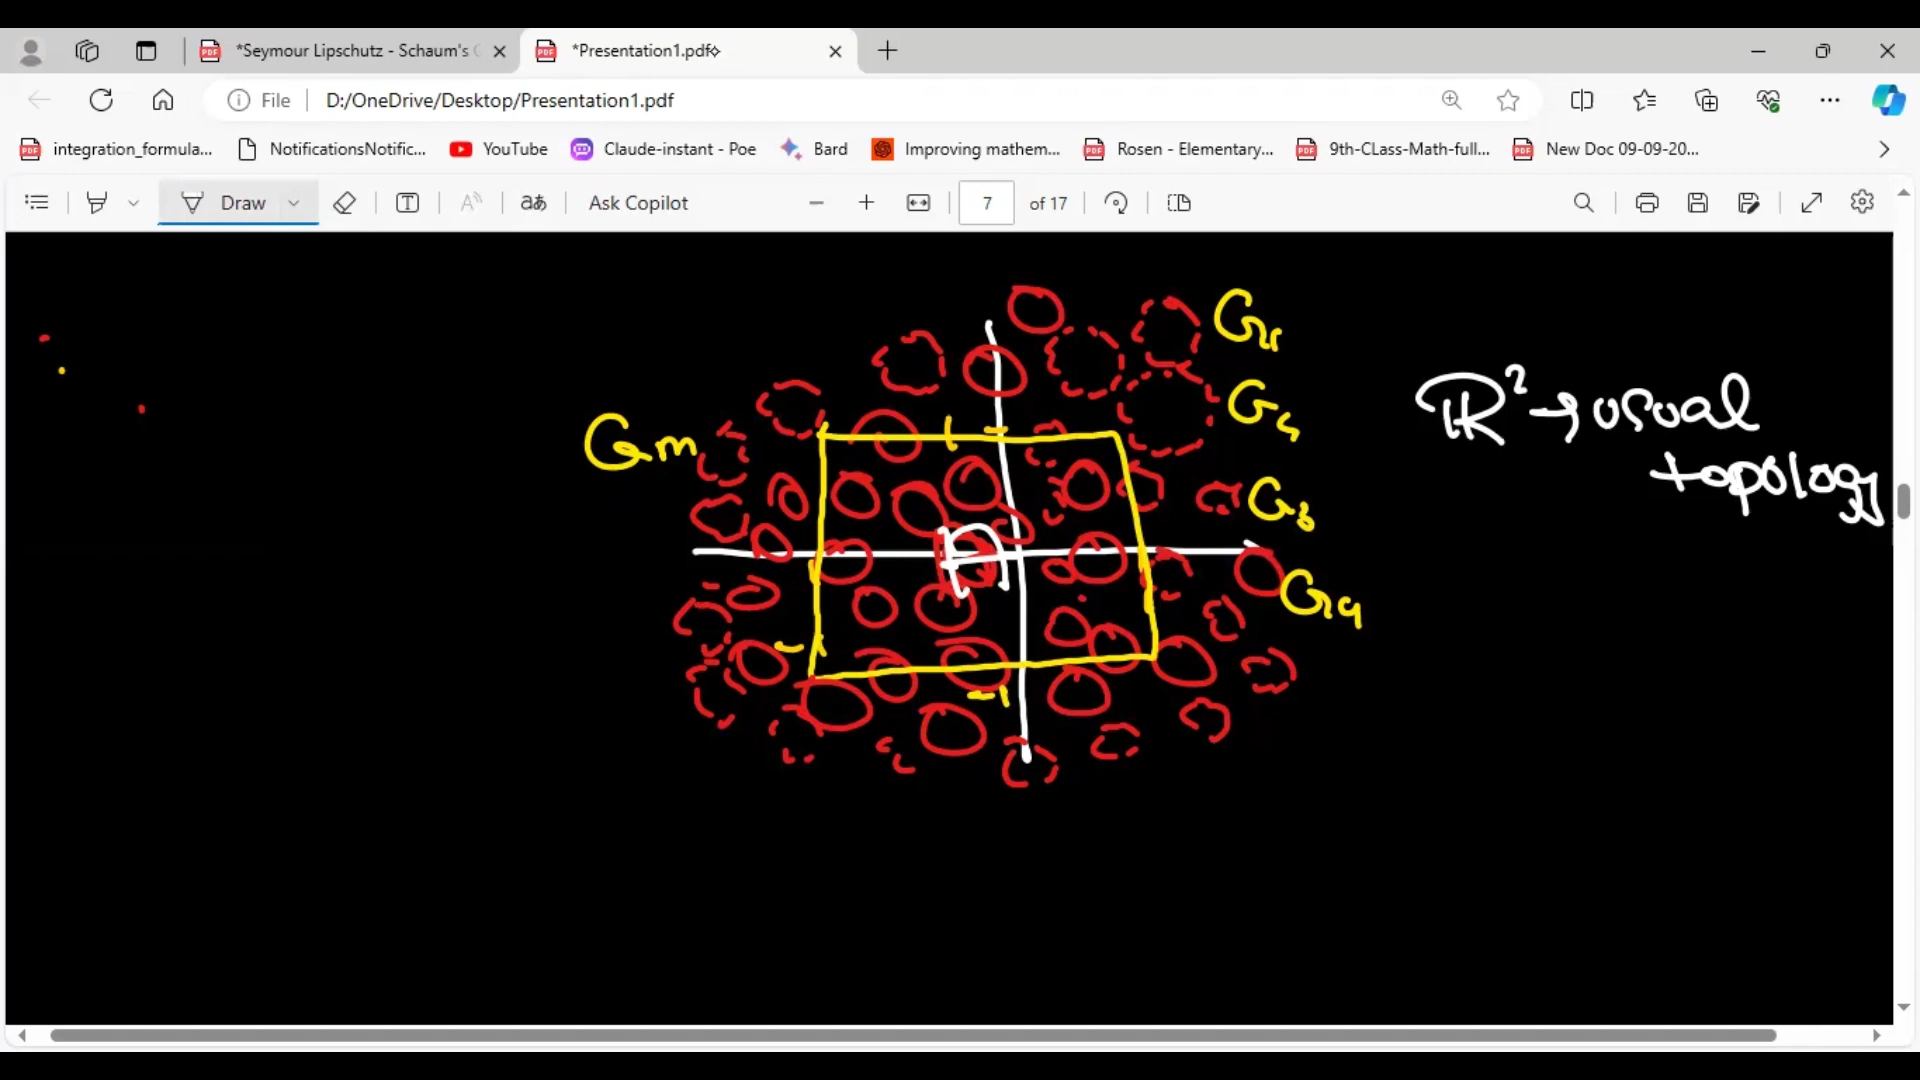 *Seymour Lipschutz - Schaum's
*Presentation1.pdf
File D:/OneDrive/Desktop/Presentation1.pdf
integration_formula... NotificationsNotific... YouTube Claude-instant - Poe Bard Improving mathem... Rosen - Elementary... 9th-CLass-Math-full... New Doc 09-09-20...
Draw Ask Copilot 7 of 17
Gm
G4
G3
ℝ² → usual
topology
A
-1
-1